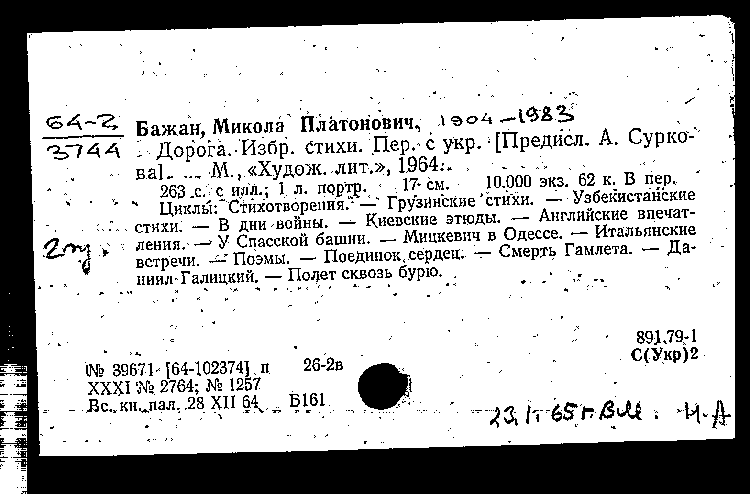 64-2
3744
Бажан, Микола Платонович, 1904-1983
Дорога. Избр. стихи. Пер. с укр. [Предисл. А. Сурко-
ва]. М., «Худож. лит.», 1964.
263 с. с илл.; 1 л. портр. 17 см. 10.000 экз. 62 к. В пер.
Циклы: Стихотворения. — Грузинские стихи. — Узбекистанские
стихи. — В дни войны. — Киевские этюды. — Английские впечат-
ления. — У Спасской башни. — Мицкевич в Одессе. — Итальянские
встречи. — Поэмы. — Поединок сердец. — Смерть Гамлета. — Да-
ниил Галицкий. — Полет сквозь бурю.
891.79-1
С(Укр)2
№ 39671 [64-102374] п 26-2в
XXXI № 2764; № 1257
Вс. кн. пал. 28 XII 64 Б161
23.I. 65 г.